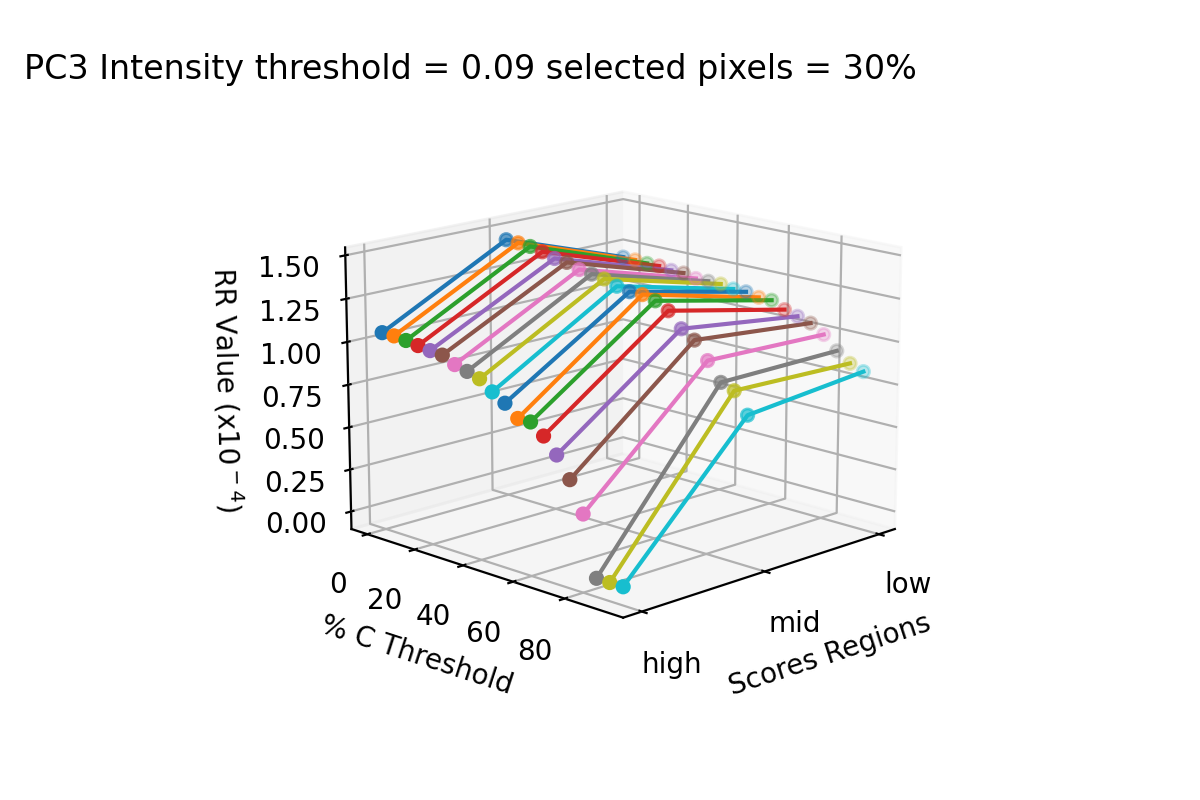 PC3 Intensity threshold = 0.09 selected pixels = 30%
RR Value (x10⁻⁴)
1.50
1.25
1.00
0.75
0.50
0.25
0.00
0
20
40
60
80
% C Threshold
high
mid
low
Scores Regions